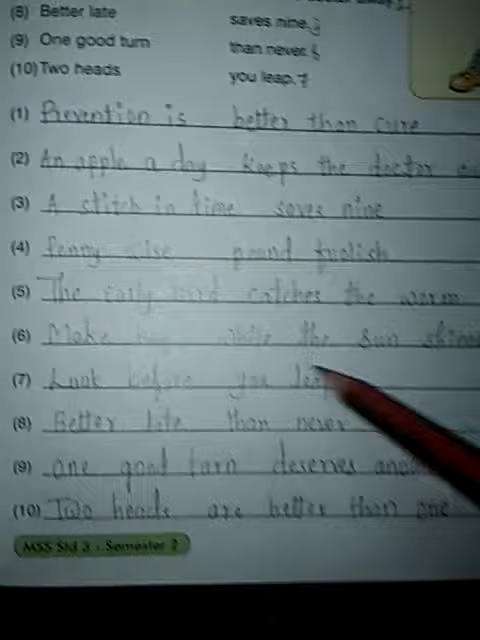 (8) Better late saves nine. j
(9) One good turn than never.
(10) Two heads you leap. 7
(1) Prevention is better than cure
(2) An apple a day keeps the doctor
(3) A stitch in time saves nine
(4) Penny wise pound foolish
(5) The early bird catches the worm
(6) Make while the sun shines
(7) Look before you leap
(8) Better late than never
(9) one good turn deserves
(10) Two heads are better than one
MSS Std 3 - Semester 2